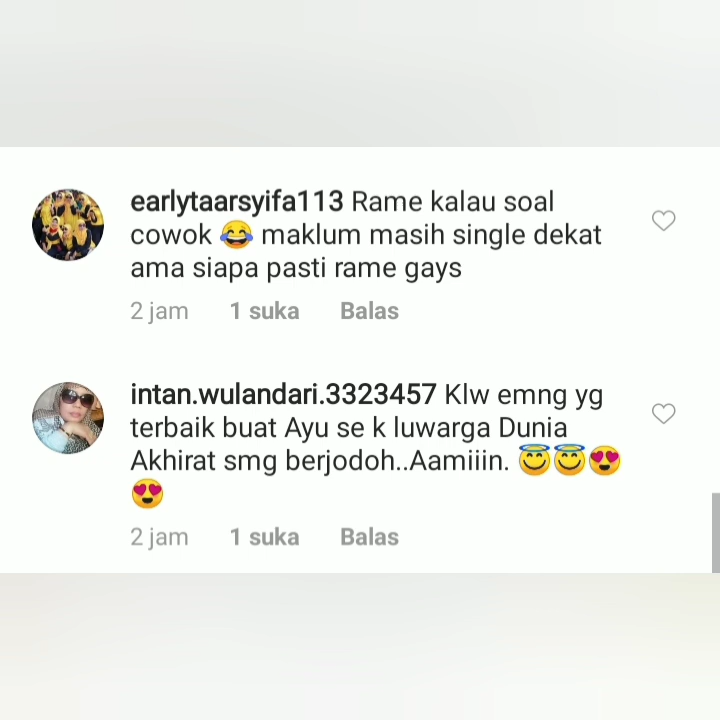 earlytaarsyifa113 Rame kalau soal
cowok 😂 maklum masih single dekat
ama siapa pasti rame gays
2 jam 1 suka Balas
intan.wulandari.3323457 Klw emng yg
terbaik buat Ayu se k luwarga Dunia
Akhirat smg berjodoh..Aamiiin. 😇😇😍
😍
2 jam 1 suka Balas